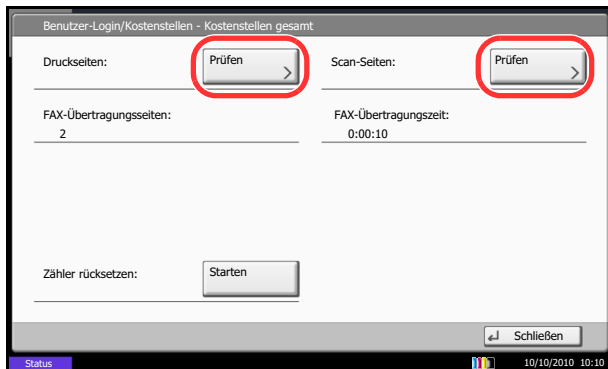 Benutzer-Login/Kostenstellen - Kostenstellen gesamt
Druckseiten:
Prüfen
Scan-Seiten:
Prüfen
FAX-Übertragungsseiten:
2
FAX-Übertragungszeit:
0:00:10
Zähler rücksetzen:
Starten
Schließen
Status
10/10/2010 10:10